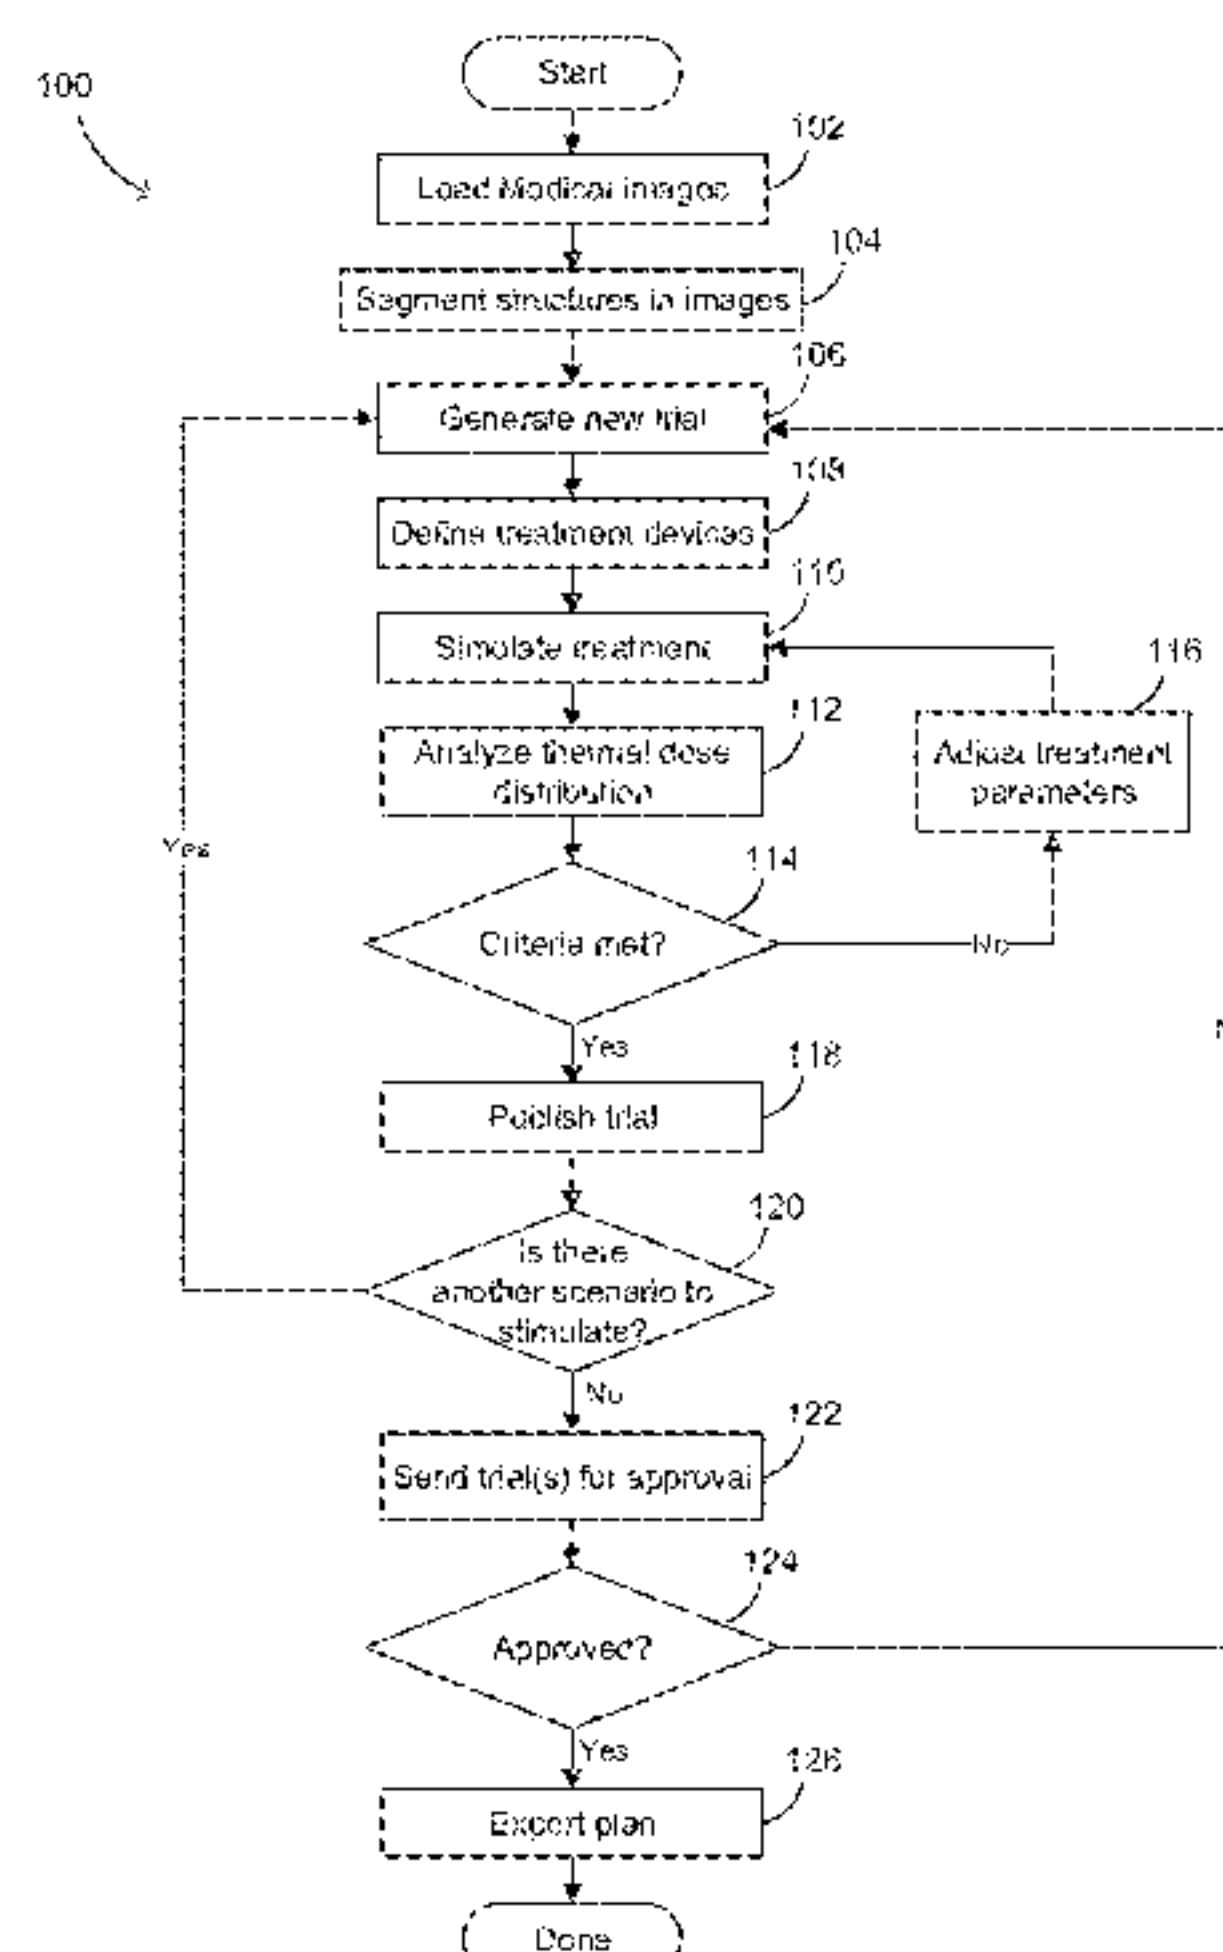 Start
100
102
Load Medical images
104
Segment structures in images
106
Generate new trial
108
Define treatment devices
110
Simulate treatment
116
112
Analyze thermal dose
distribution
Adjust treatment
parameters
Yes
114
Criteria met?
No
Yes
118
Publish trial
120
Is there
another scenario to
stimulate?
No
122
Send trial(s) for approval
124
Approved?
Yes
126
Export plan
Done